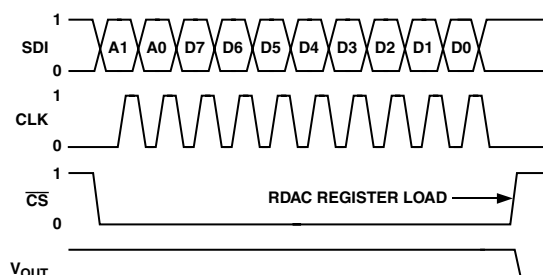 1
SDI A1 A0 D7 D6 D5 D4 D3 D2 D1 D0
0
1
CLK
0
1
CS RDAC REGISTER LOAD
0
VOUT